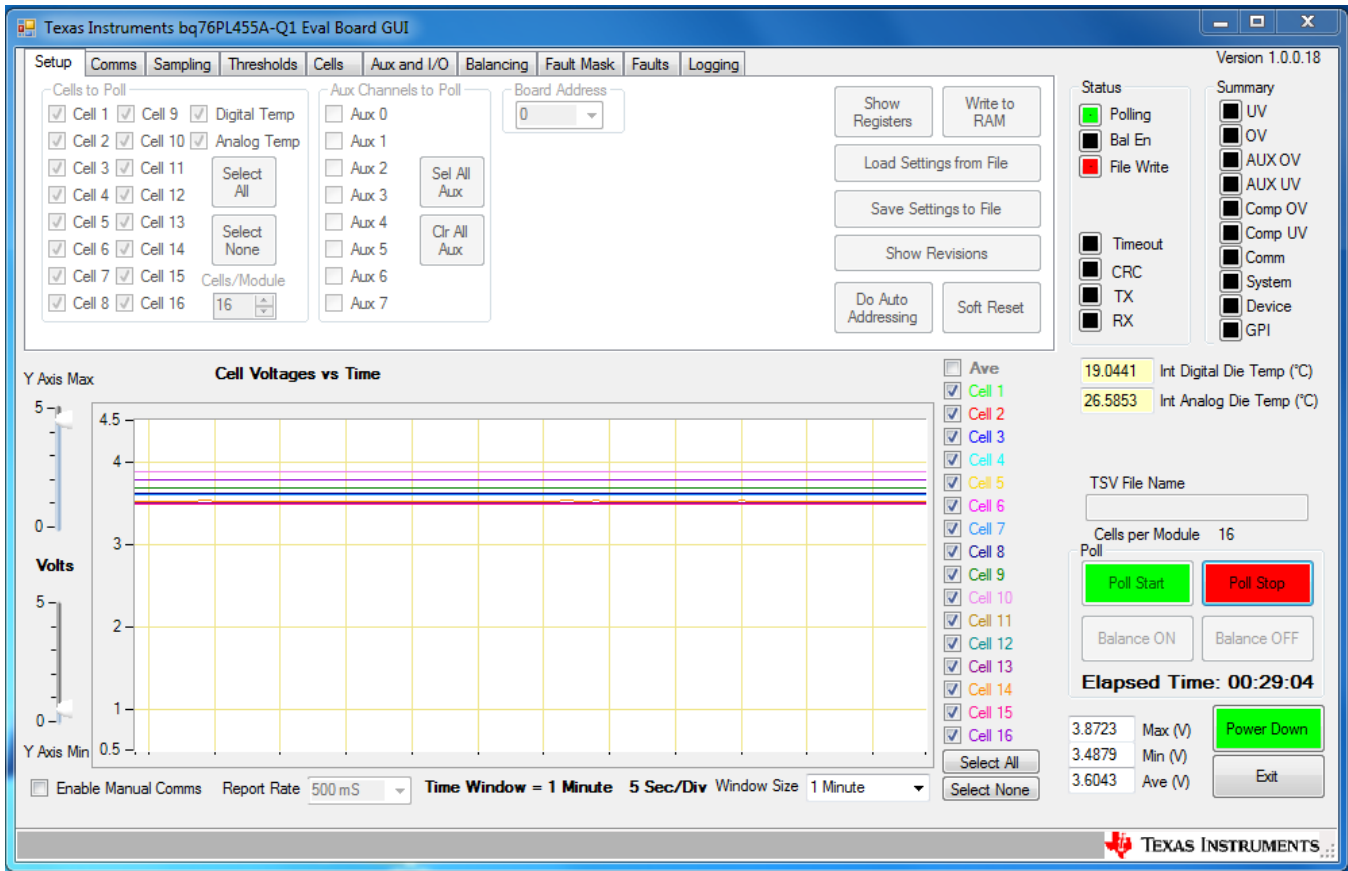 Texas Instruments bq76PL455A-Q1 Eval Board GUI
Setup Comms Sampling Thresholds Cells Aux and I/O Balancing Fault Mask Faults Logging
Version 1.0.0.18
Cells to Poll
Cell 1 Cell 9 Digital Temp
Cell 2 Cell 10 Analog Temp
Cell 3 Cell 11
Cell 4 Cell 12
Cell 5 Cell 13
Cell 6 Cell 14
Cell 7 Cell 15
Cell 8 Cell 16
Select All
Select None
Cells/Module
16
Aux Channels to Poll
Aux 0
Aux 1
Aux 2
Aux 3
Aux 4
Aux 5
Aux 6
Aux 7
Sel All Aux
Clr All Aux
Board Address
0
Show Registers
Write to RAM
Load Settings from File
Save Settings to File
Show Revisions
Do Auto Addressing
Soft Reset
Status
Polling
Bal En
File Write
Timeout
CRC
TX
RX
Summary
UV
OV
AUX OV
AUX UV
Comp OV
Comp UV
Comm
System
Device
GPI
Y Axis Max
5
0
Volts
5
0
Y Axis Min
Cell Voltages vs Time
4.5
4
3
2
1
0.5
Ave
Cell 1
Cell 2
Cell 3
Cell 4
Cell 5
Cell 6
Cell 7
Cell 8
Cell 9
Cell 10
Cell 11
Cell 12
Cell 13
Cell 14
Cell 15
Cell 16
Select All
Select None
19.0441 Int Digital Die Temp (°C)
26.5853 Int Analog Die Temp (°C)
TSV File Name
Cells per Module 16
Poll
Poll Start Poll Stop
Balance ON Balance OFF
Elapsed Time: 00:29:04
3.8723 Max (V)
3.4879 Min (V)
3.6043 Ave (V)
Power Down
Exit
Enable Manual Comms Report Rate 500 mS Time Window = 1 Minute 5 Sec/Div Window Size 1 Minute
TEXAS INSTRUMENTS